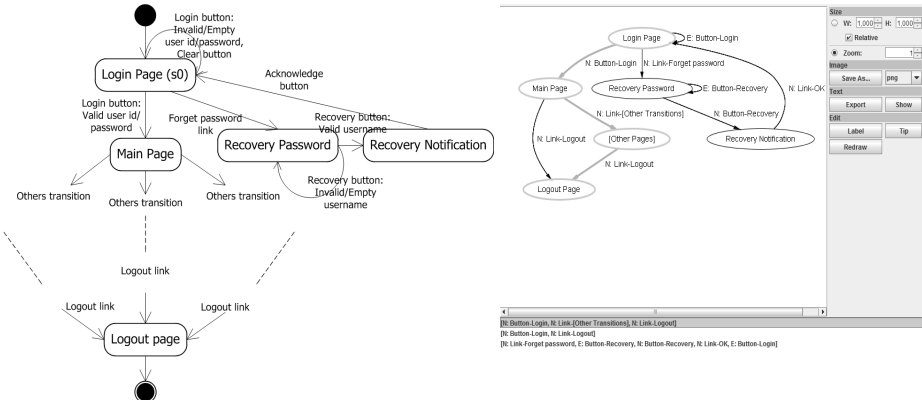 Login button:
Invalid/Empty
user id/password,
Clear button
Login Page (s0)
Acknowledge
button
Login button:
Valid user id/
password
Forget password
link
Recovery button:
Valid username
Main Page
Recovery Password
Recovery Notification
Recovery button:
Invalid/Empty
username
Others transition
Others transition
Others transition
Logout link
Logout link
Logout link
Logout page
Login Page
E: Button-Login
N: Button-Login
N: Link-Forget password
Main Page
Recovery Password
E: Button-Recovery
N: Link-OK
N: Link-[Other Transitions]
N: Button-Recovery
N: Link-Logout
[Other Pages]
Recovery Notification
N: Link-Logout
Logout Page
Size
W: 1,000 H: 1,000
Relative
Zoom: 1
Image
Save As... png
Text
Export Show
Edit
Label Tip
Redraw
[N: Button-Login, N: Link-[Other Transitions], N: Link-Logout]
[N: Button-Login, N: Link-Logout]
[N: Link-Forget password, E: Button-Recovery, N: Button-Recovery, N: Link-OK, E: Button-Login]